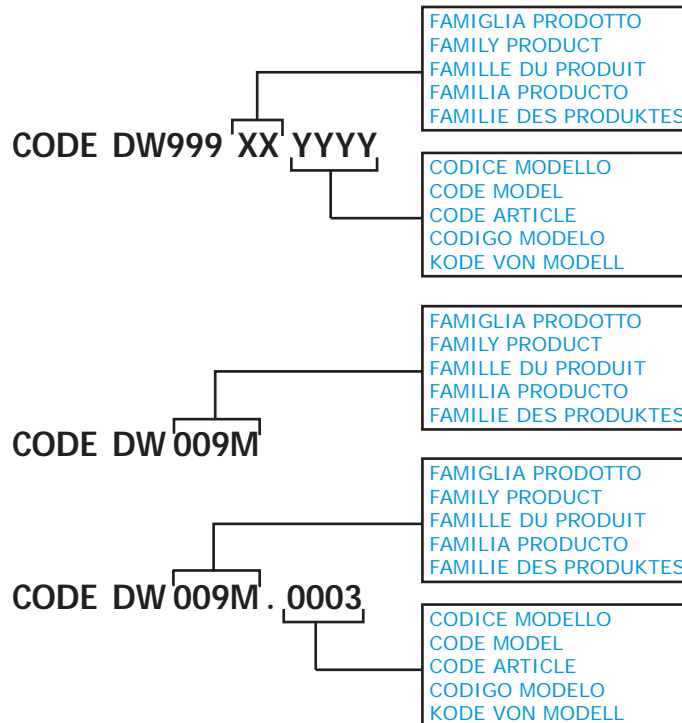 FAMIGLIA PRODOTTO
FAMILY PRODUCT
FAMILLE DU PRODUIT
FAMILIA PRODUCTO
FAMILIE DES PRODUKTES
CODE DW999 XX YYYY
CODICE MODELLO
CODE MODEL
CODE ARTICLE
CODIGO MODELO
KODE VON MODELL
FAMIGLIA PRODOTTO
FAMILY PRODUCT
FAMILLE DU PRODUIT
FAMILIA PRODUCTO
FAMILIE DES PRODUKTES
CODE DW 009M
FAMIGLIA PRODOTTO
FAMILY PRODUCT
FAMILLE DU PRODUIT
FAMILIA PRODUCTO
FAMILIE DES PRODUKTES
CODE DW 009M . 0003
CODICE MODELLO
CODE MODEL
CODE ARTICLE
CODIGO MODELO
KODE VON MODELL